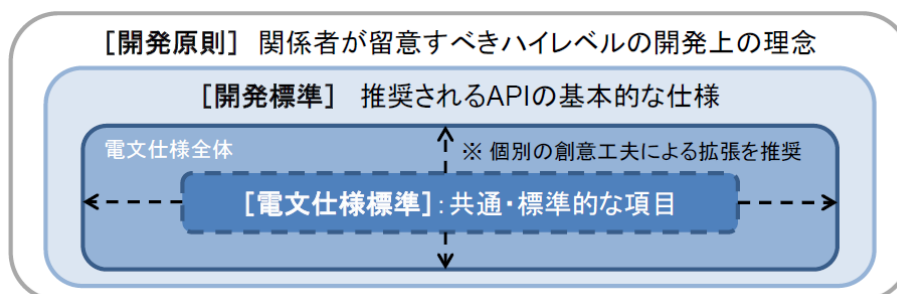 [開発原則] 関係者が留意すべきハイレベルの開発上の理念
[開発標準] 推奨されるAPIの基本的な仕様
電文仕様全体
※ 個別の創意工夫による拡張を推奨
[電文仕様標準]：共通・標準的な項目